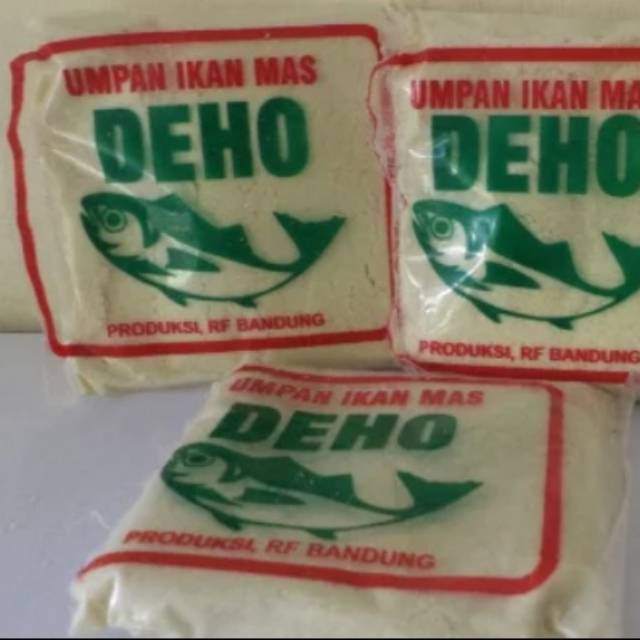 UMPAN IKAN MAS
DEHO
PRODUKSI, RF BANDUNG
UMPAN IKAN MA
DEHO
PRODUKSI, RF BANDUNG
UMPAN IKAN MAS
DEHO
PRODUKSI, RF BANDUNG